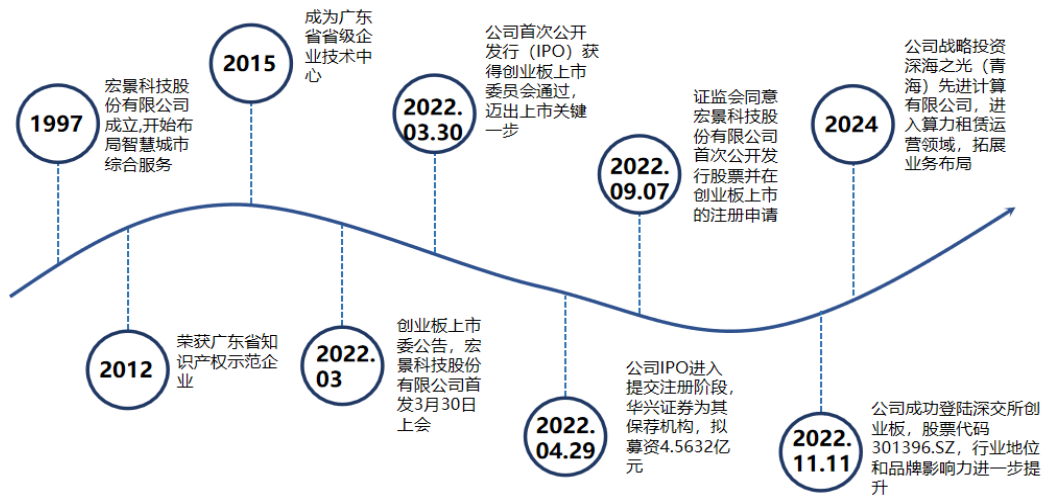 1997
宏景科技股
份有限公司
成立,开始布
局智慧城市
综合服务
2012
荣获广东省知
识产权示范企
业
2015
成为广东
省省级企
业技术中
心
2022.
03
创业板上市
委公告，宏
景科技股份
有限公司首
发3月30日
上会
2022.
03.30
公司首次公开
发行（IPO）获
得创业板上市
委员会通过，
迈出上市关键
一步
2022.
04.29
公司IPO进入
提交注册阶段，
华兴证券为其
保荐机构，拟
募资4.5632亿
元
2022.
09.07
证监会同意
宏景科技股
份有限公司
首次公开发
行股票并在
创业板上市
的注册申请
2022.
11.11
公司成功登陆深交所创
业板，股票代码
301396.SZ，行业地位
和品牌影响力进一步提
升
2024
公司战略投资
深海之光（青
海）先进计算
有限公司，进
入算力租赁运
营领域，拓展
业务布局